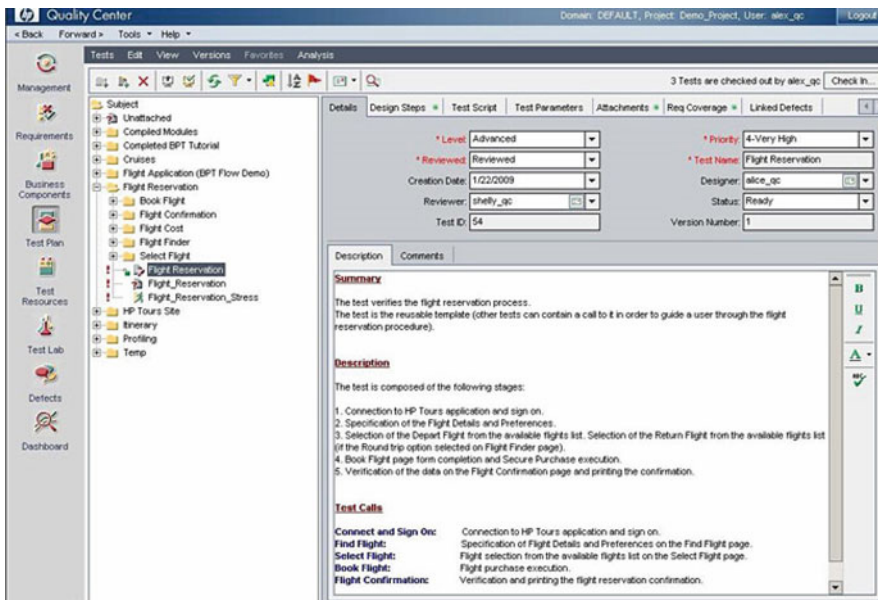 hp Quality Center
Domain: DEFAULT, Project: Demo_Project, User: alex_qc Logout
< Back Forward > Tools Help
Tests Edit View Versions Favorites Analysis
3 Tests are checked out by alex_qc Check In...
Management
Requirements
Business
Components
Test Plan
Test
Resources
Test Lab
Defects
Dashboard
Subject
Unattached
Compiled Modules
Completed BPT Tutorial
Cruises
Flight Application (BPT Flow Demo)
Flight Reservation
Book Flight
Flight Confirmation
Flight Cost
Flight Finder
Select Flight
Flight Reservation
Flight_Reservation
Flight_Reservation_Stress
HP Tours Site
Itinerary
Profiling
Temp
Details Design Steps Test Script Test Parameters Attachments Req Coverage Linked Defects
* Level: Advanced * Priority: 4-Very High
* Reviewed: Reviewed * Test Name: Flight Reservation
Creation Date: 1/22/2009 Designer: alice_qc
Reviewer: shelly_qc Status: Ready
Test ID: 54 Version Number: 1
Description Comments
Summary
The test verifies the flight reservation process.
The test is the reusable template (other tests can contain a call to it in order to guide a user through the flight
reservation procedure).
Description
The test is composed of the following stages:
1. Connection to HP Tours application and sign on.
2. Specification of the Flight Details and Preferences.
3. Selection of the Depart Flight from the available flights list. Selection of the Return Flight from the available flights list
(if the Round trip option selected on Flight Finder page).
4. Book Flight page form completion and Secure Purchase execution.
5. Verification of the data on the Flight Confirmation page and printing the confirmation.
Test Calls
Connect and Sign On: Connection to HP Tours application and sign on.
Find Flight: Specification of Flight Details and Preferences on the Find Flight page.
Select Flight: Flight selection from the available flights list on the Select Flight page.
Book Flight: Flight purchase execution.
Flight Confirmation: Verification and printing the flight reservation confirmation.
B
U
I
A
ABC